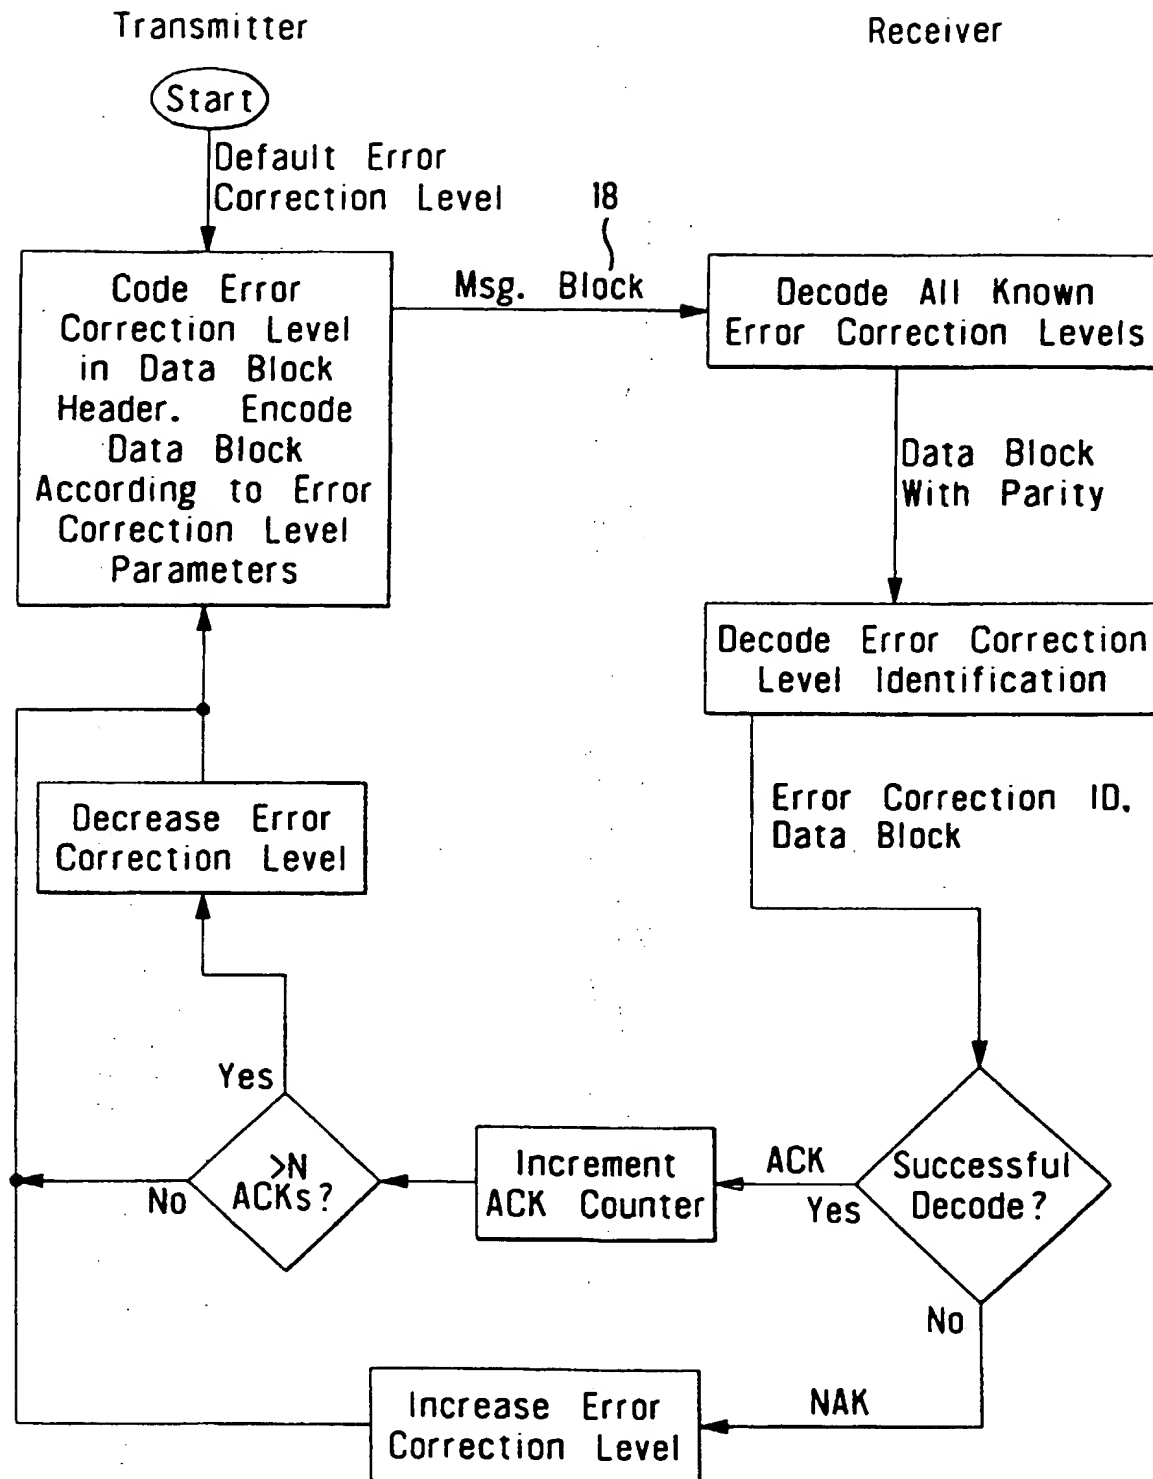 Transmitter
Receiver
Start
Default Error
Correction Level
18
Msg. Block
Code Error
Correction Level
in Data Block
Header. Encode
Data Block
According to Error
Correction Level
Parameters
Decode All Known
Error Correction Levels
Data Block
With Parity
Decode Error Correction
Level Identification
Error Correction ID.
Data Block
Decrease Error
Correction Level
Yes
>N
ACKs?
No
Increment
ACK Counter
ACK
Yes
Successful
Decode?
No
NAK
Increase Error
Correction Level